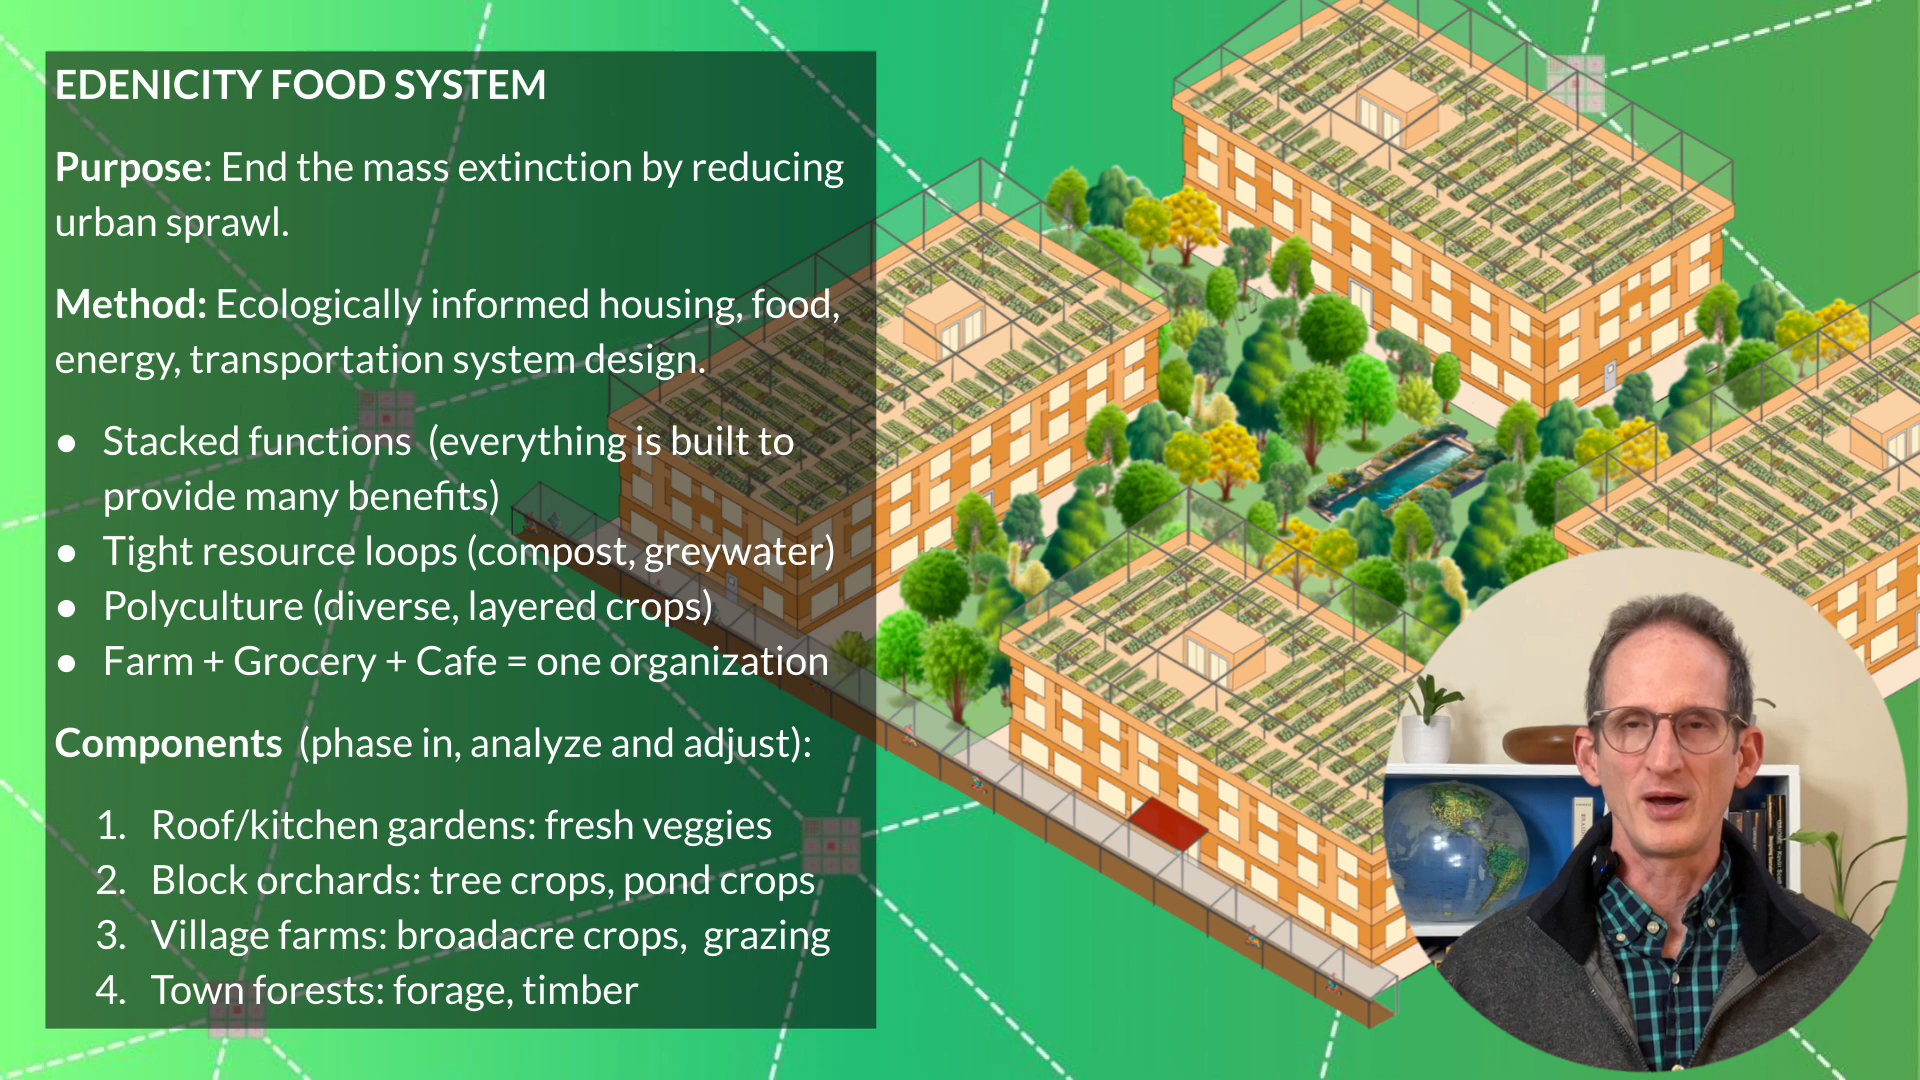 EDENICITY FOOD SYSTEM
Purpose: End the mass extinction by reducing
urban sprawl.
Method: Ecologically informed housing, food,
energy, transportation system design.
● Stacked functions (everything is built to
provide many benefits)
● Tight resource loops (compost, greywater)
● Polyculture (diverse, layered crops)
● Farm + Grocery + Cafe = one organization
Components (phase in, analyze and adjust):
1. Roof/kitchen gardens: fresh veggies
2. Block orchards: tree crops, pond crops
3. Village farms: broadacre crops, grazing
4. Town forests: forage, timber